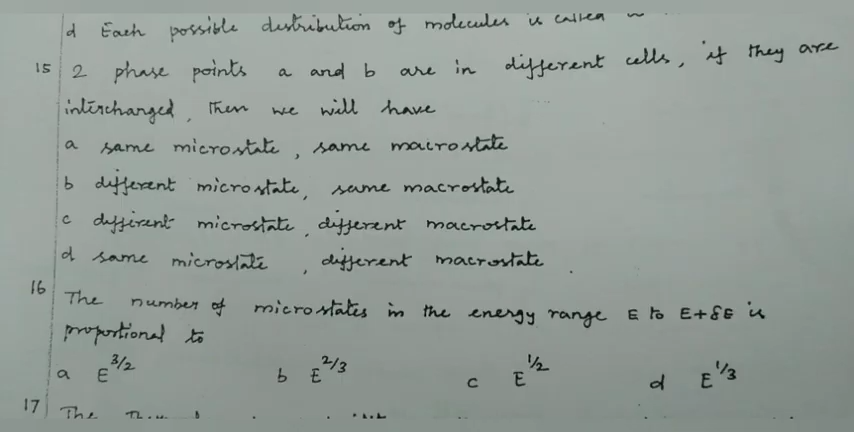 d Each possible distribution of molecules is called
15 2 phase points a and b are in different cells, if they are
interchanged, then we will have
a same microstate, same macrostate
b different microstate, same macrostate
c different microstate, different macrostate
d same microstate, different macrostate.
16 The number of microstates in the energy range E to E+δE is
proportional to
a E^3/2 b E^2/3 c E^1/2 d E^1/3
17 The